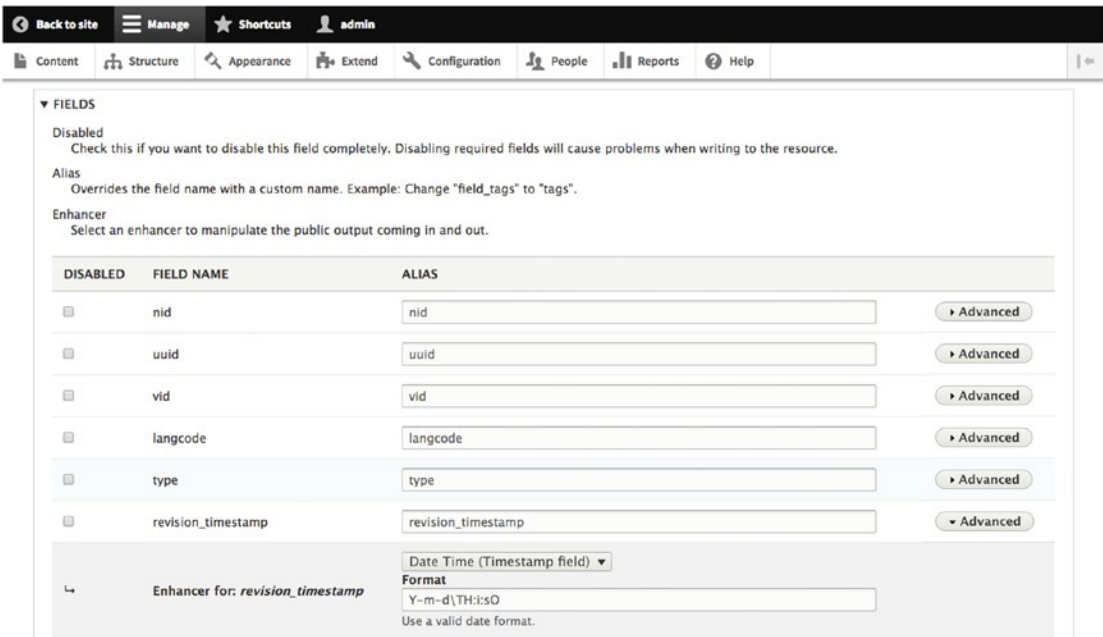 Back to site Manage Shortcuts admin
Content Structure Appearance Extend Configuration People Reports Help
FIELDS
Disabled
Check this if you want to disable this field completely. Disabling required fields will cause problems when writing to the resource.
Alias
Overrides the field name with a custom name. Example: Change "field_tags" to "tags".
Enhancer
Select an enhancer to manipulate the public output coming in and out.
DISABLED FIELD NAME ALIAS
nid nid Advanced
uuid uuid Advanced
vid vid Advanced
langcode langcode Advanced
type type Advanced
revision_timestamp revision_timestamp Advanced
Date Time (Timestamp field)
Format
Enhancer for: revision_timestamp
Y-m-d\TH:i:sO
Use a valid date format.